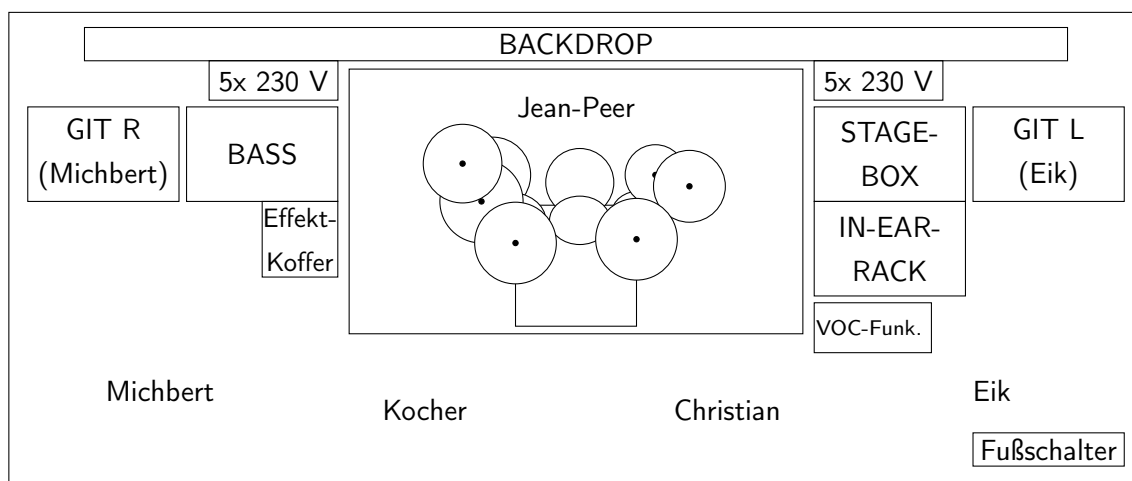 BACKDROP
5x 230 V
5x 230 V
Jean-Peer
GIT R
(Michbert)
BASS
STAGE-
BOX
GIT L
(Eik)
Effekt-
Koffer
IN-EAR-
RACK
VOC-Funk.
Michbert
Kocher
Christian
Eik
Fußschalter